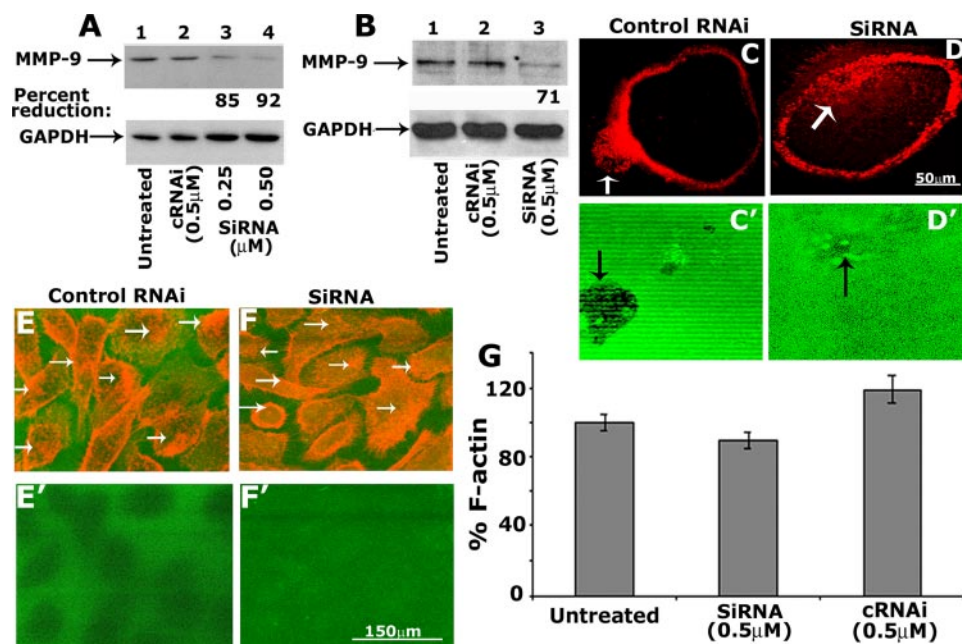 A
1 2 3 4
MMP-9
Percent reduction: 85 92
GAPDH
Untreated
cRNAi (0.5μM)
0.25
0.50
SiRNA (μM)
B
1 2 3
MMP-9
71
GAPDH
Untreated
cRNAi (0.5μM)
SiRNA (0.5μM)
Control RNAi
SiRNA
C
D
50μm
C'
D'
Control RNAi
SiRNA
E
F
E'
F'
150μm
G
% F-actin
120
80
40
0
Untreated
SiRNA (0.5μM)
cRNAi (0.5μM)